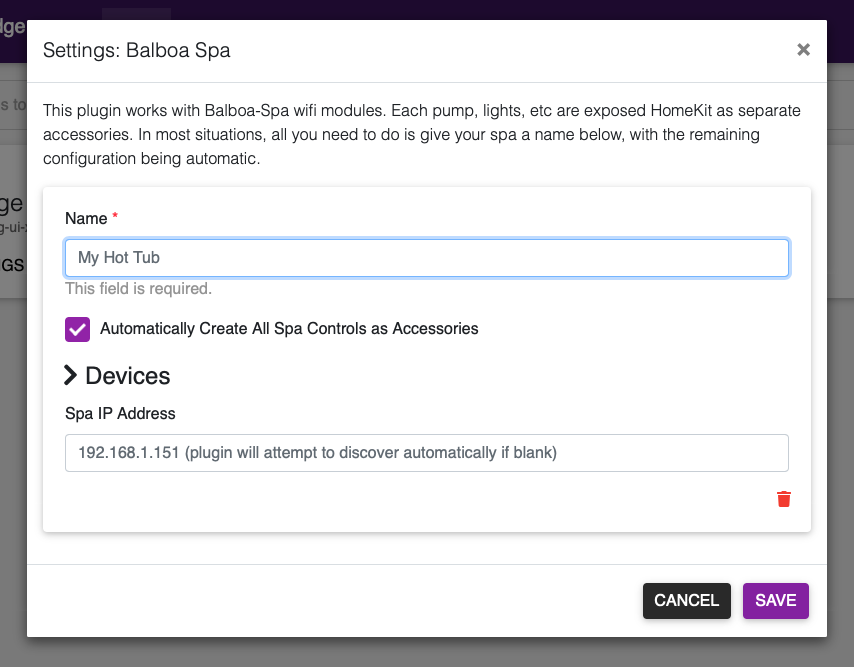 dge
Settings: Balboa Spa
×
s to
This plugin works with Balboa-Spa wifi modules. Each pump, lights, etc are exposed HomeKit as separate
accessories. In most situations, all you need to do is give your spa a name below, with the remaining
configuration being automatic.
ge
g-ui-x
GS
Name *
My Hot Tub
This field is required.
Automatically Create All Spa Controls as Accessories
Devices
Spa IP Address
192.168.1.151 (plugin will attempt to discover automatically if blank)
CANCEL
SAVE